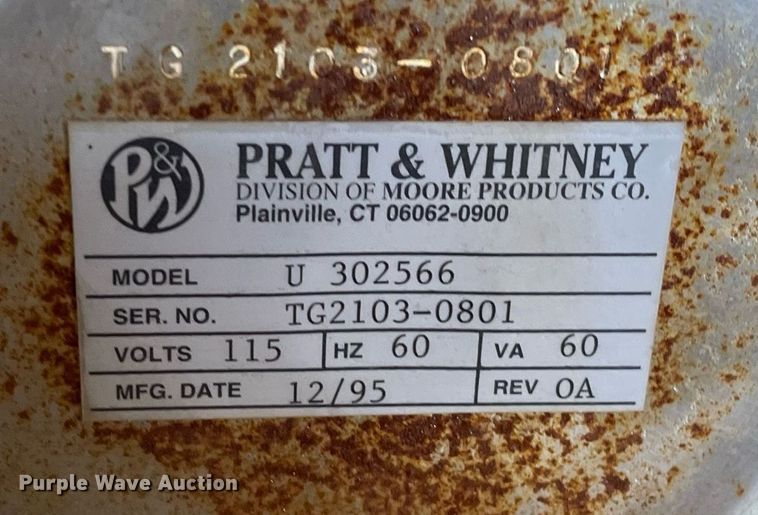 TG 2103-0801
P&W PRATT & WHITNEY
DIVISION OF MOORE PRODUCTS CO.
Plainville, CT 06062-0900
MODEL U 302566
SER. NO. TG2103-0801
VOLTS 115 HZ 60 VA 60
MFG. DATE 12/95 REV OA
Purple Wave Auction